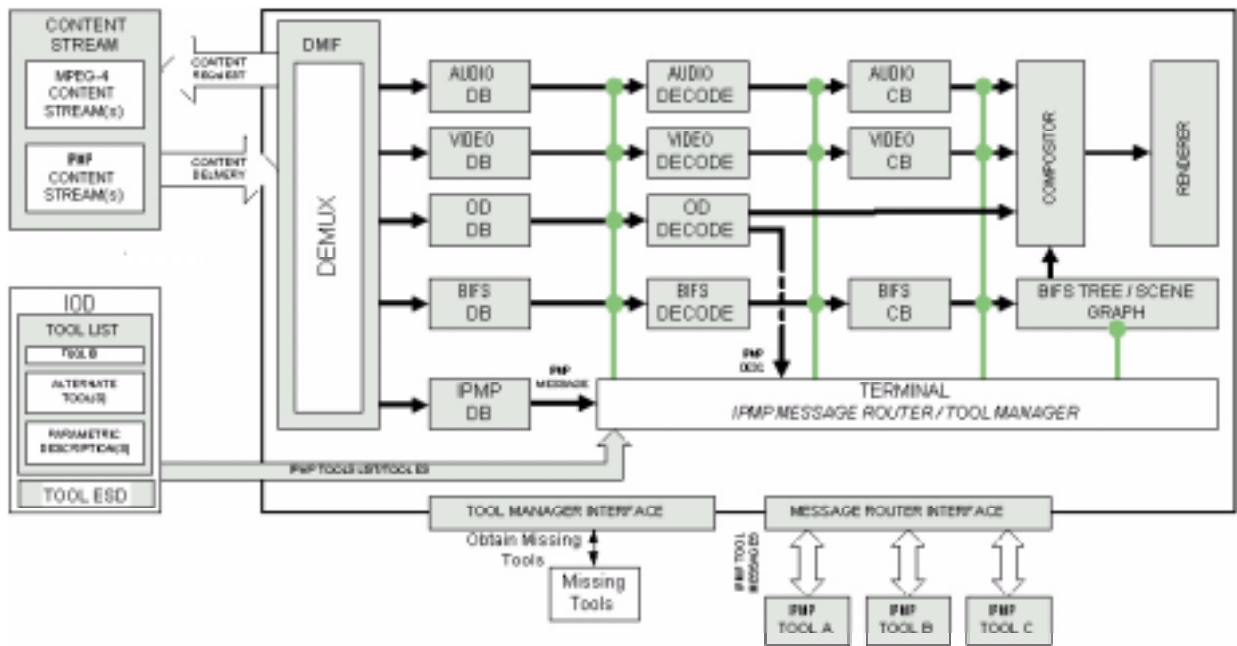 CONTENT
STREAM
MPEG-4
CONTENT
STREAM(s)
IPMP
CONTENT
STREAM(s)
CONTENT
REQUEST
CONTENT
DELIVERY
DMIF
DEMUX
AUDIO
DB
AUDIO
DECODE
AUDIO
CB
VIDEO
DB
VIDEO
DECODE
VIDEO
CB
OD
DB
OD
DECODE
BIFS
DB
BIFS
DECODE
BIFS
CB
COMPOSITOR
RENDERER
BIFS TREE / SCENE
GRAPH
IPMP
DB
IPMP
MESSAGE
IPMP
TERMINAL
IPMP MESSAGE ROUTER / TOOL MANAGER
IOD
TOOL LIST
TOOL ID
ALTERNATE
TOOL(S)
PARAMETRIC
DESCRIPTION(S)
TOOL ESD
IPMP TOOLS LIST/TOOL ES
TOOL MANAGER INTERFACE
Obtain Missing
Tools
Missing
Tools
MESSAGE ROUTER INTERFACE
IPMP TOOL
MESSAGES
IPMP
TOOL A
IPMP
TOOL B
IPMP
TOOL C